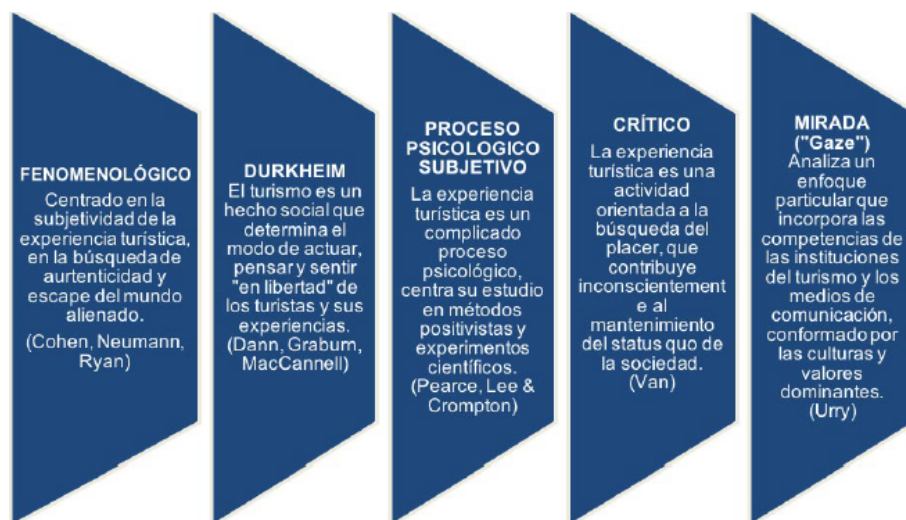 FENOMENOLÓGICO
Centrado en la
subjetividad de la
experiencia turística,
en la búsqueda de
aurtenticidad y
escape del mundo
alienado.
(Cohen, Neumann,
Ryan)
DURKHEIM
El turismo es un
hecho social que
determina el
modo de actuar,
pensar y sentir
"en libertad" de
los turistas y sus
experiencias.
(Dann, Grabum,
MacCannell)
PROCESO
PSICOLOGICO
SUBJETIVO
La experiencia
turística es un
complicado
proceso
psicológico,
centra su estudio
en métodos
positivistas y
experimentos
científicos.
(Pearce, Lee &
Crompton)
CRÍTICO
La experiencia
turística es una
actividad
orientada a la
búsqueda del
placer, que
contribuye
inconscientement
e al
mantenimiento
del status quo de
la sociedad.
(Van)
MIRADA
("Gaze")
Analiza un
enfoque
particular que
incorpora las
competencias de
las instituciones
del turismo y los
medios de
comunicación,
conformado por
las culturas y
valores
dominantes.
(Urry)